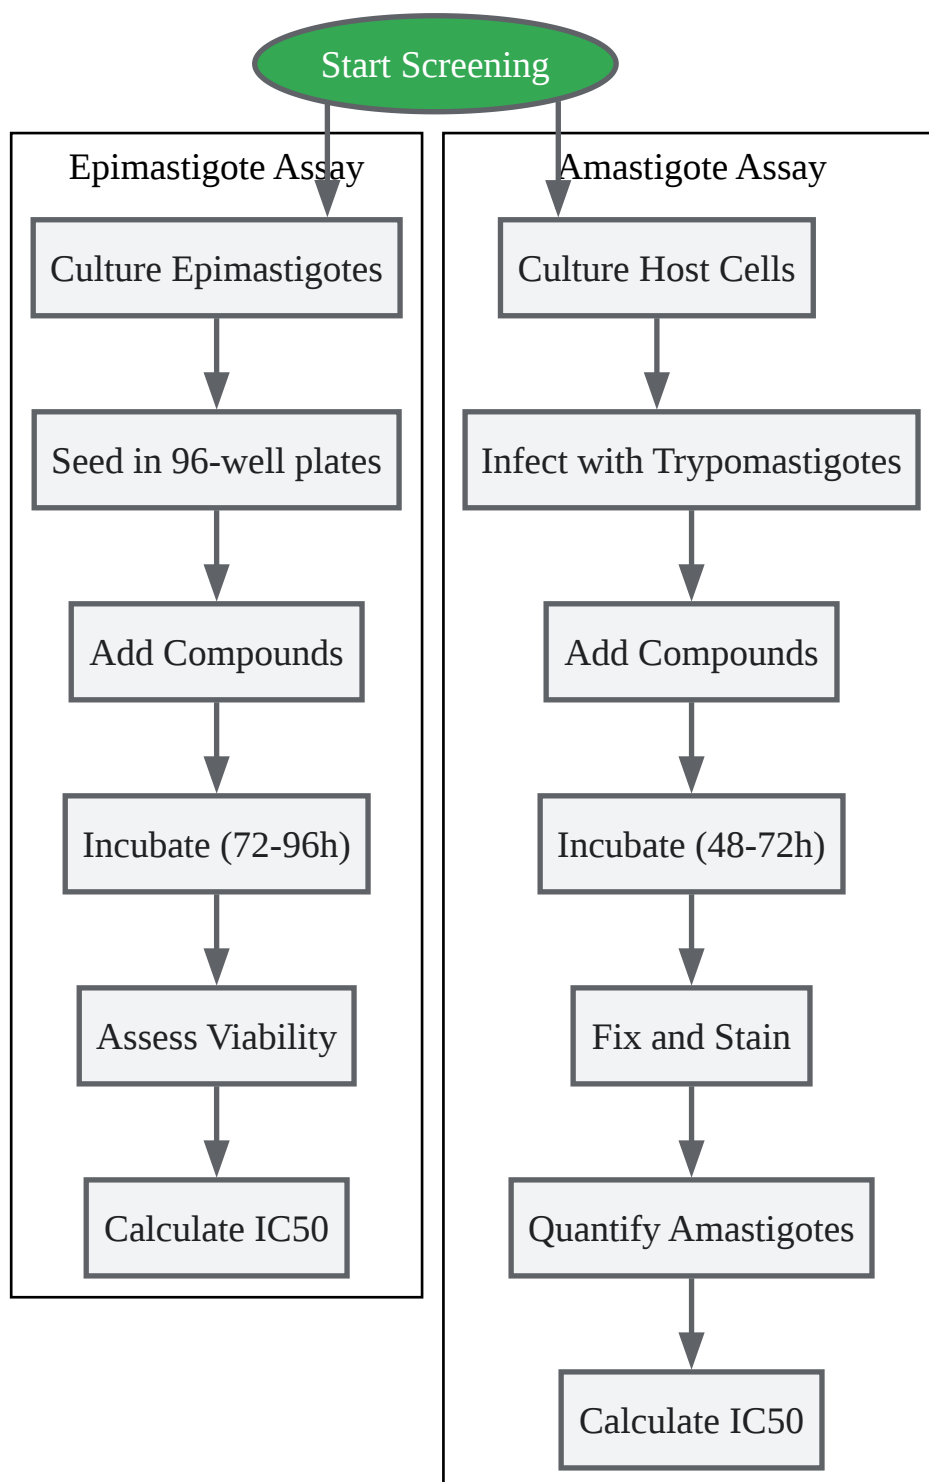 Start Screening
Epimastigote Assay
Culture Epimastigotes
Seed in 96-well plates
Add Compounds
Incubate (72-96h)
Assess Viability
Calculate IC50
Amastigote Assay
Culture Host Cells
Infect with Trypomastigotes
Add Compounds
Incubate (48-72h)
Fix and Stain
Quantify Amastigotes
Calculate IC50